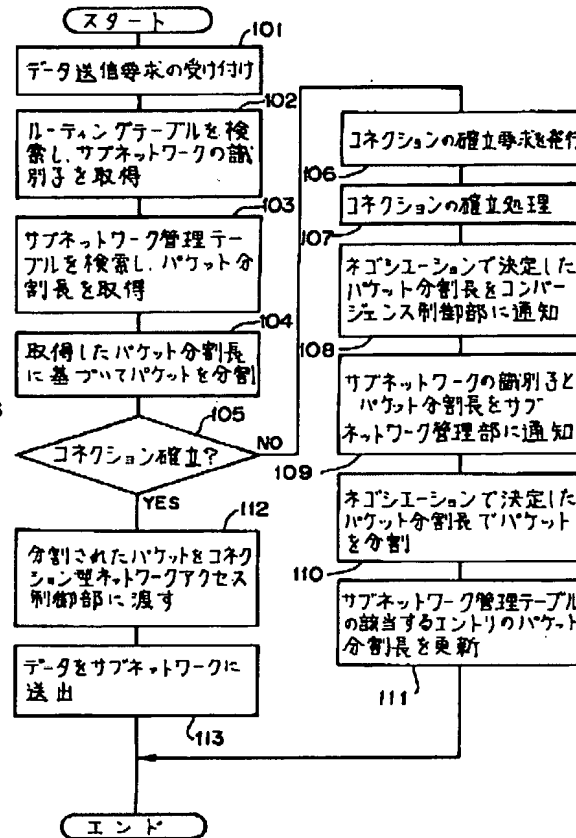 スタート
101
データ送信要求の受け付け
102
ルーティングテーブルを検
索し、サブネットワークの識
別子を取得
103
サブネットワーク管理テー
ブルを検索し、パケット分
割長を取得
104
取得したパケット分割長
に基づいてパケットを分割
105
コネクション確立?
NO
YES
112
分割されたパケットをコネク
ション型ネットワークアクセス
制御部に渡す
データをサブネットワークに
送出
113
エンド
コネクションの確立要求を発行
106
コネクションの確立処理
107
ネゴシエーションで決定した
パケット分割長をコンバー
ジェンス制御部に通知
108
サブネットワークの識別子と
パケット分割長をサブ
ネットワーク管理部に通知
109
ネゴシエーションで決定した
パケット分割長でパケット
を分割
110
サブネットワーク管理テーブル
の該当するエントリのパケット
分割長を更新
111